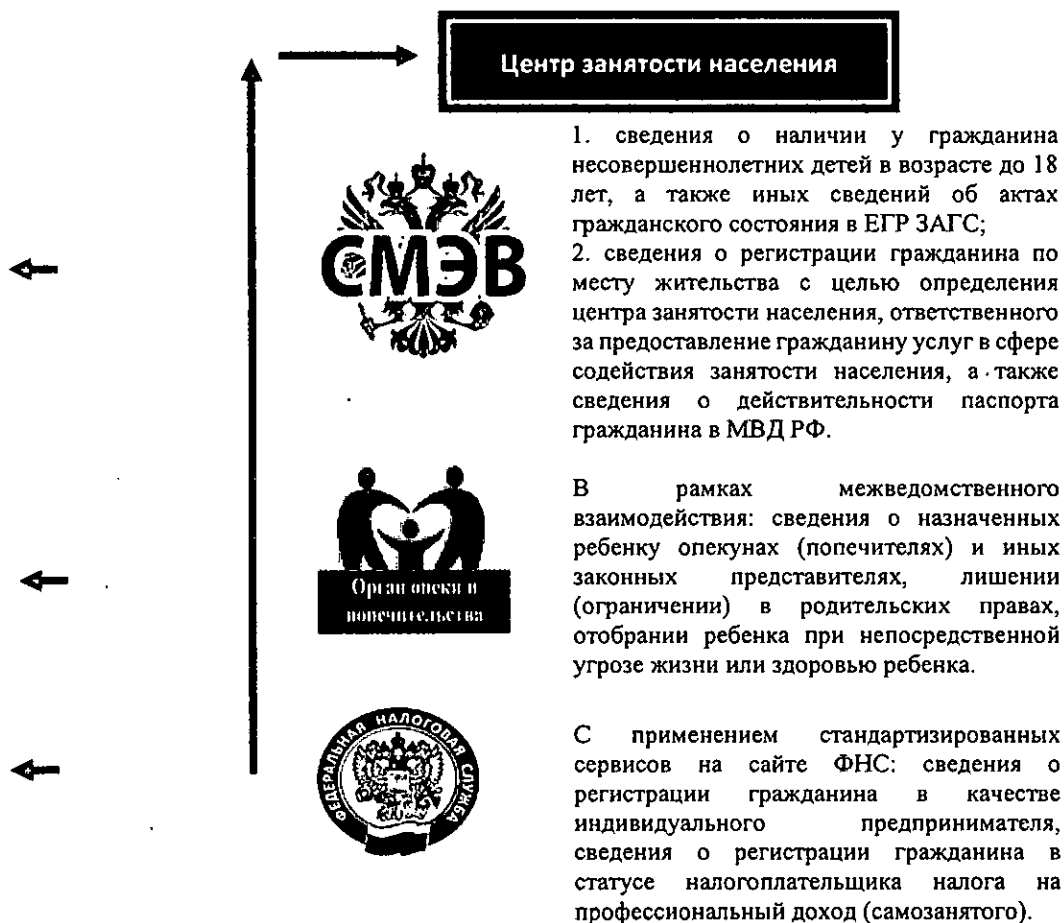 Центр занятости населения
1. сведения о наличии у гражданина
несовершеннолетних детей в возрасте до 18
лет, а также иных сведений об актах
гражданского состояния в ЕГР ЗАГС;
2. сведения о регистрации гражданина по
месту жительства с целью определения
центра занятости населения, ответственного
за предоставление гражданину услуг в сфере
содействия занятости населения, а также
сведения о действительности паспорта
гражданина в МВД РФ.
СМЭВ
В рамках межведомственного
взаимодействия: сведения о назначенных
ребенку опекунах (попечителях) и иных
законных представителях, лишении
(ограничении) в родительских правах,
отобрании ребенка при непосредственной
угрозе жизни или здоровью ребенка.
Орган опеки и
попечительства
С применением стандартизированных
сервисов на сайте ФНС: сведения о
регистрации гражданина в качестве
индивидуального предпринимателя,
сведения о регистрации гражданина в
статусе налогоплательщика налога на
профессиональный доход (самозанятого).
ФЕДЕРАЛЬНАЯ НАЛОГОВАЯ СЛУЖБА